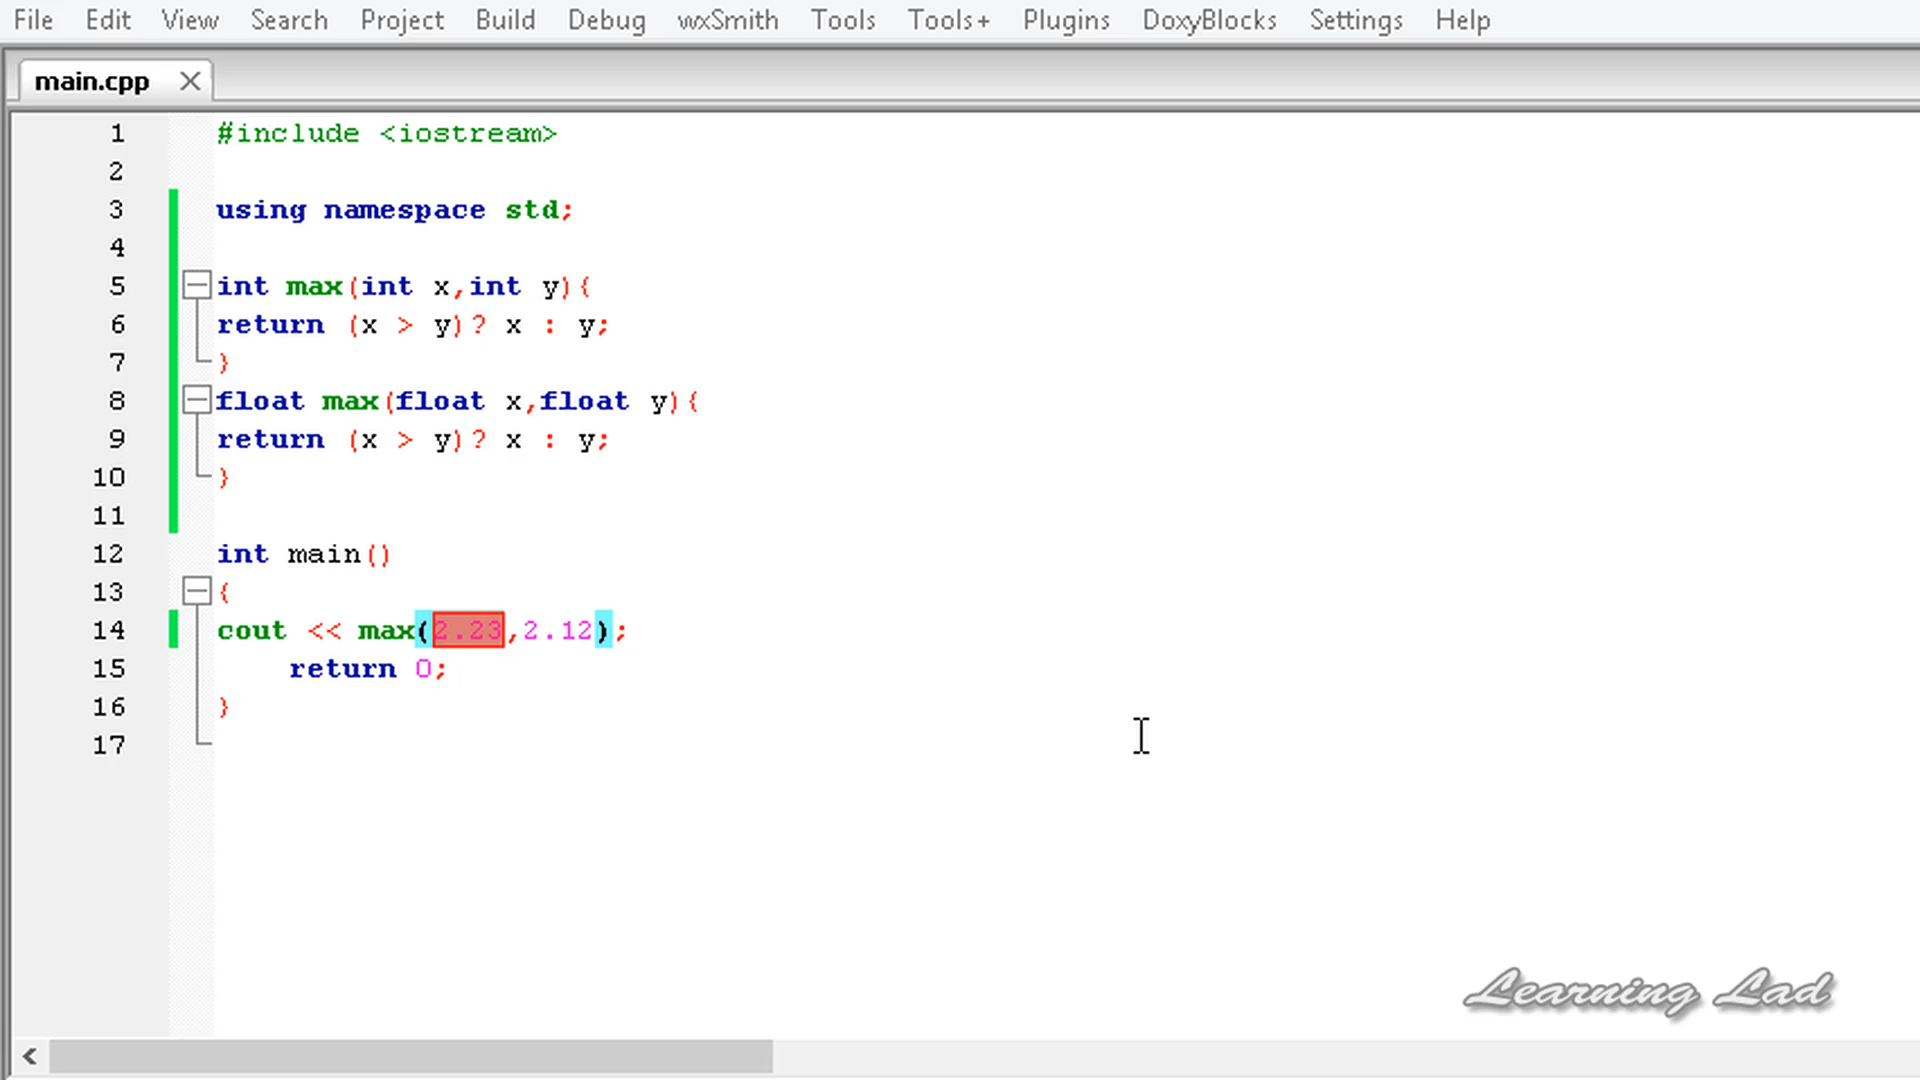 File Edit View Search Project Build Debug wxSmith Tools Tools+ Plugins DoxyBlocks Settings Help
main.cpp
1 #include <iostream>
2
3 using namespace std;
4
5 int max(int x,int y){
6 return (x > y)? x : y;
7 }
8 float max(float x,float y){
9 return (x > y)? x : y;
10 }
11
12 int main()
13 {
14 cout << max(2.23,2.12);
15 return 0;
16 }
17
Learning Lad